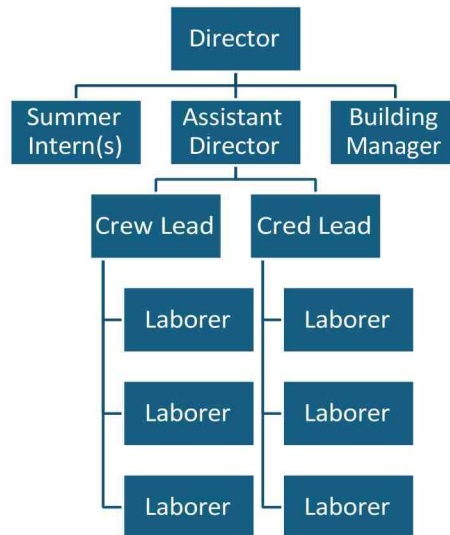 Director
Summer
Intern(s)
Assistant
Director
Building
Manager
Crew Lead
Cred Lead
Laborer
Laborer
Laborer
Laborer
Laborer
Laborer